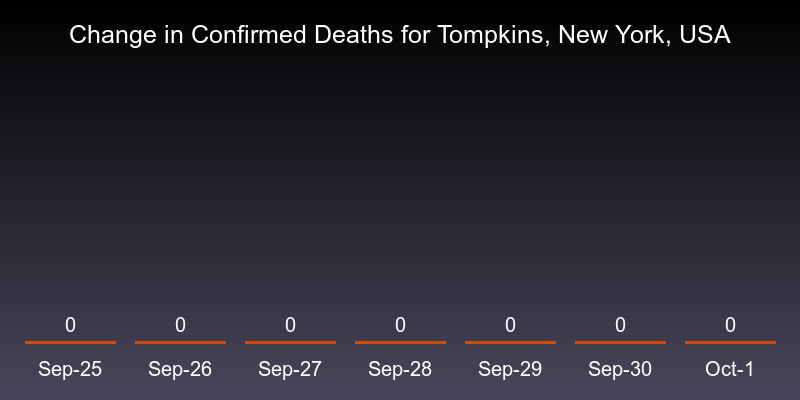 Change in Confirmed Deaths for Tompkins, New York, USA
0 0 0 0 0 0 0
Sep-25 Sep-26 Sep-27 Sep-28 Sep-29 Sep-30 Oct-1